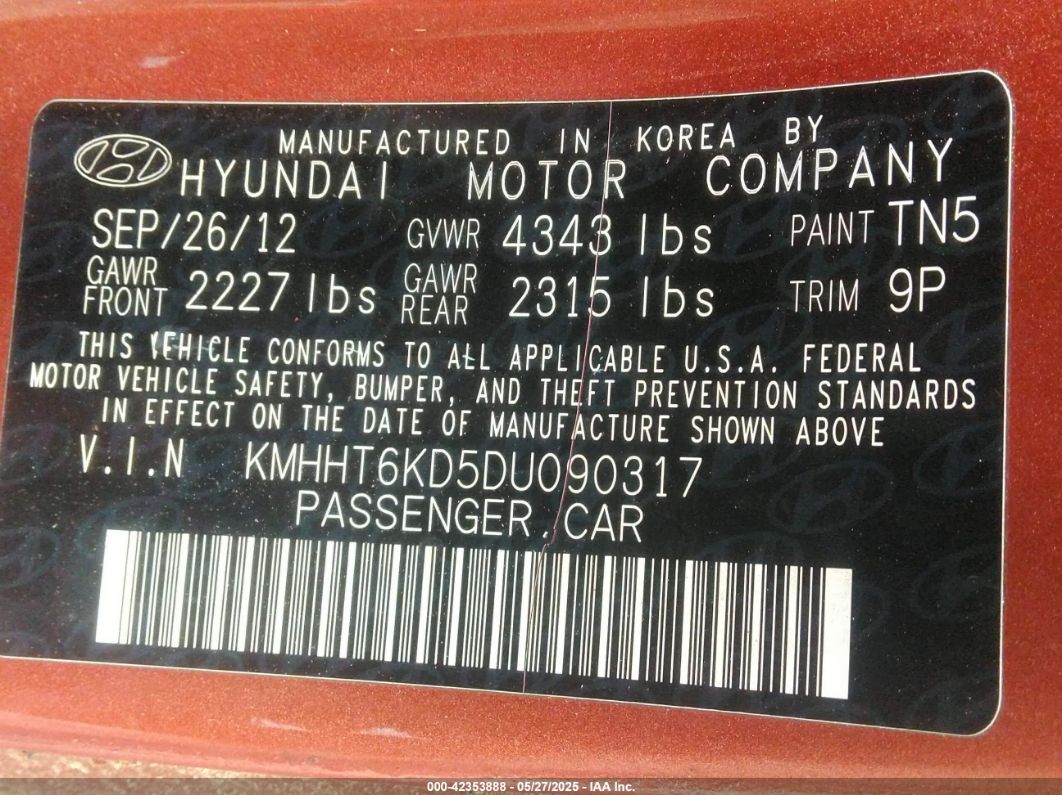 MANUFACTURED IN KOREA BY
HYUNDAI MOTOR COMPANY
SEP/26/12 GVWR 4343 lbs PAINT TN5
GAWR FRONT 2227 lbs GAWR REAR 2315 lbs TRIM 9P
THIS VEHICLE CONFORMS TO ALL APPLICABLE U.S.A. FEDERAL
MOTOR VEHICLE SAFETY, BUMPER, AND THEFT PREVENTION STANDARDS
IN EFFECT ON THE DATE OF MANUFACTURE SHOWN ABOVE
V.I.N KMHHT6KD5DU090317
PASSENGER CAR
000-42353888 - 05/27/2025 - IAA Inc.